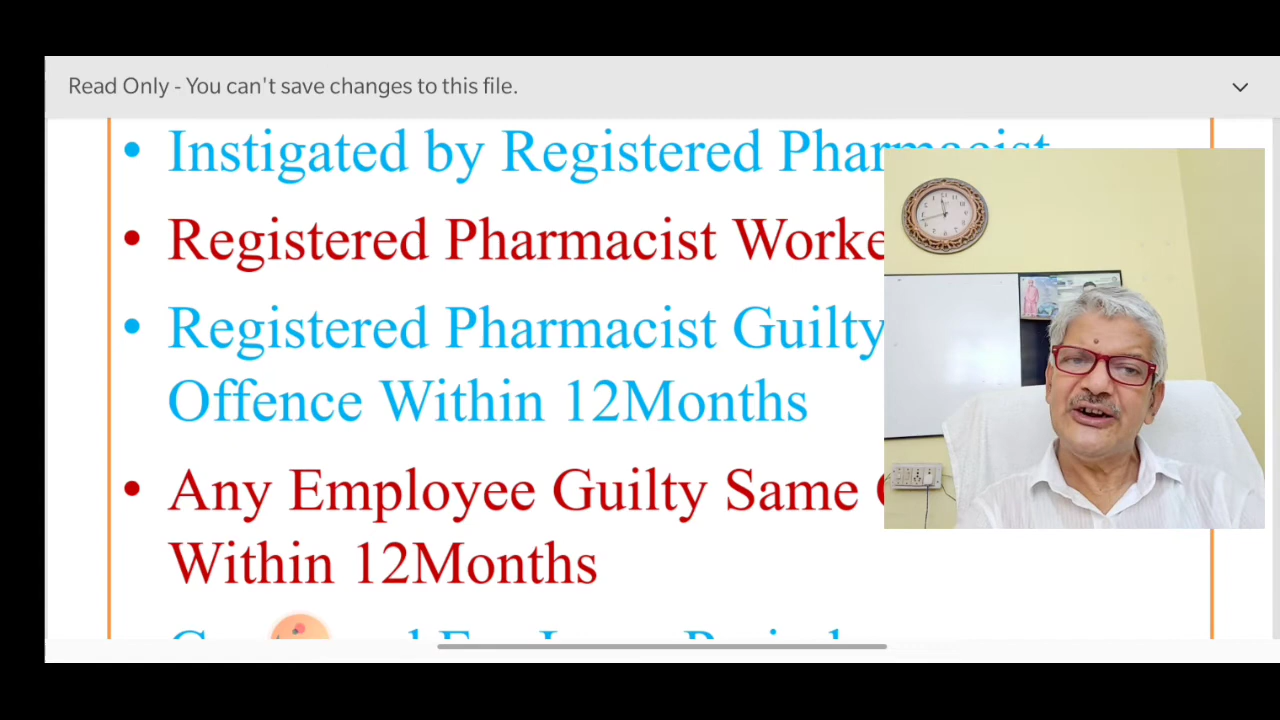 Read Only - You can't save changes to this file.
• Instigated by Registered Pharmacist
• Registered Pharmacist Worke
• Registered Pharmacist Guilty
Offence Within 12Months
• Any Employee Guilty Same
Within 12Months